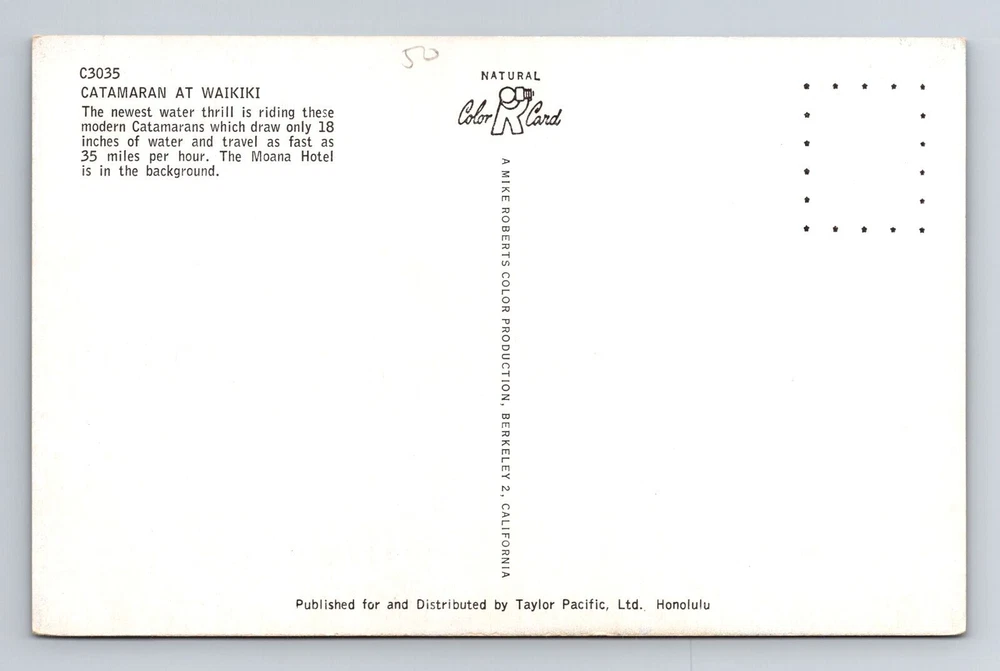 50
C3035
CATAMARAN AT WAIKIKI
The newest water thrill is riding these
modern Catamarans which draw only 18
inches of water and travel as fast as
35 miles per hour. The Moana Hotel
is in the background.
NATURAL
Color Card
A MIKE ROBERTS COLOR PRODUCTION, BERKELEY 2, CALIFORNIA
Published for and Distributed by Taylor Pacific, Ltd. Honolulu